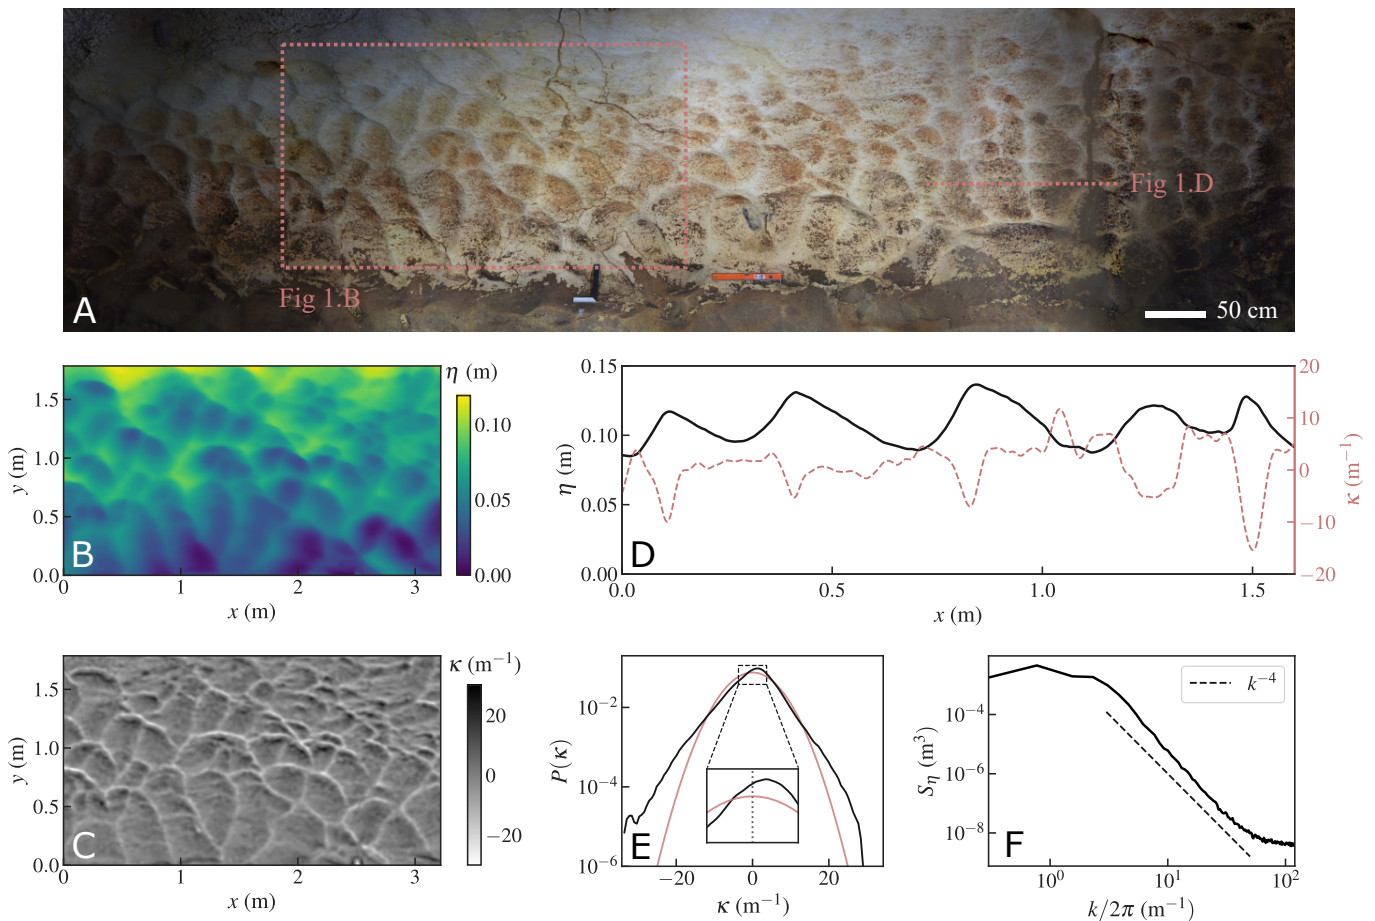 Fig 1.D
Fig 1.B
A
50 cm
η (m)
0.10
0.05
0.00
y (m)
1.5
1.0
0.5
0.0
B
0
1
2
3
x (m)
0.15
0.10
0.05
0.00
η (m)
D
20
10
0
−10
−20
κ (m⁻¹)
0.0
0.5
1.0
1.5
x (m)
κ (m⁻¹)
20
0
−20
y (m)
1.5
1.0
0.5
0.0
C
0
1
2
3
x (m)
P(κ)
10⁻²
10⁻⁴
10⁻⁶
E
−20
0
20
κ (m⁻¹)
k⁻⁴
Sη (m³)
10⁻⁴
10⁻⁶
10⁻⁸
F
10⁰
10¹
10²
k/2π (m⁻¹)